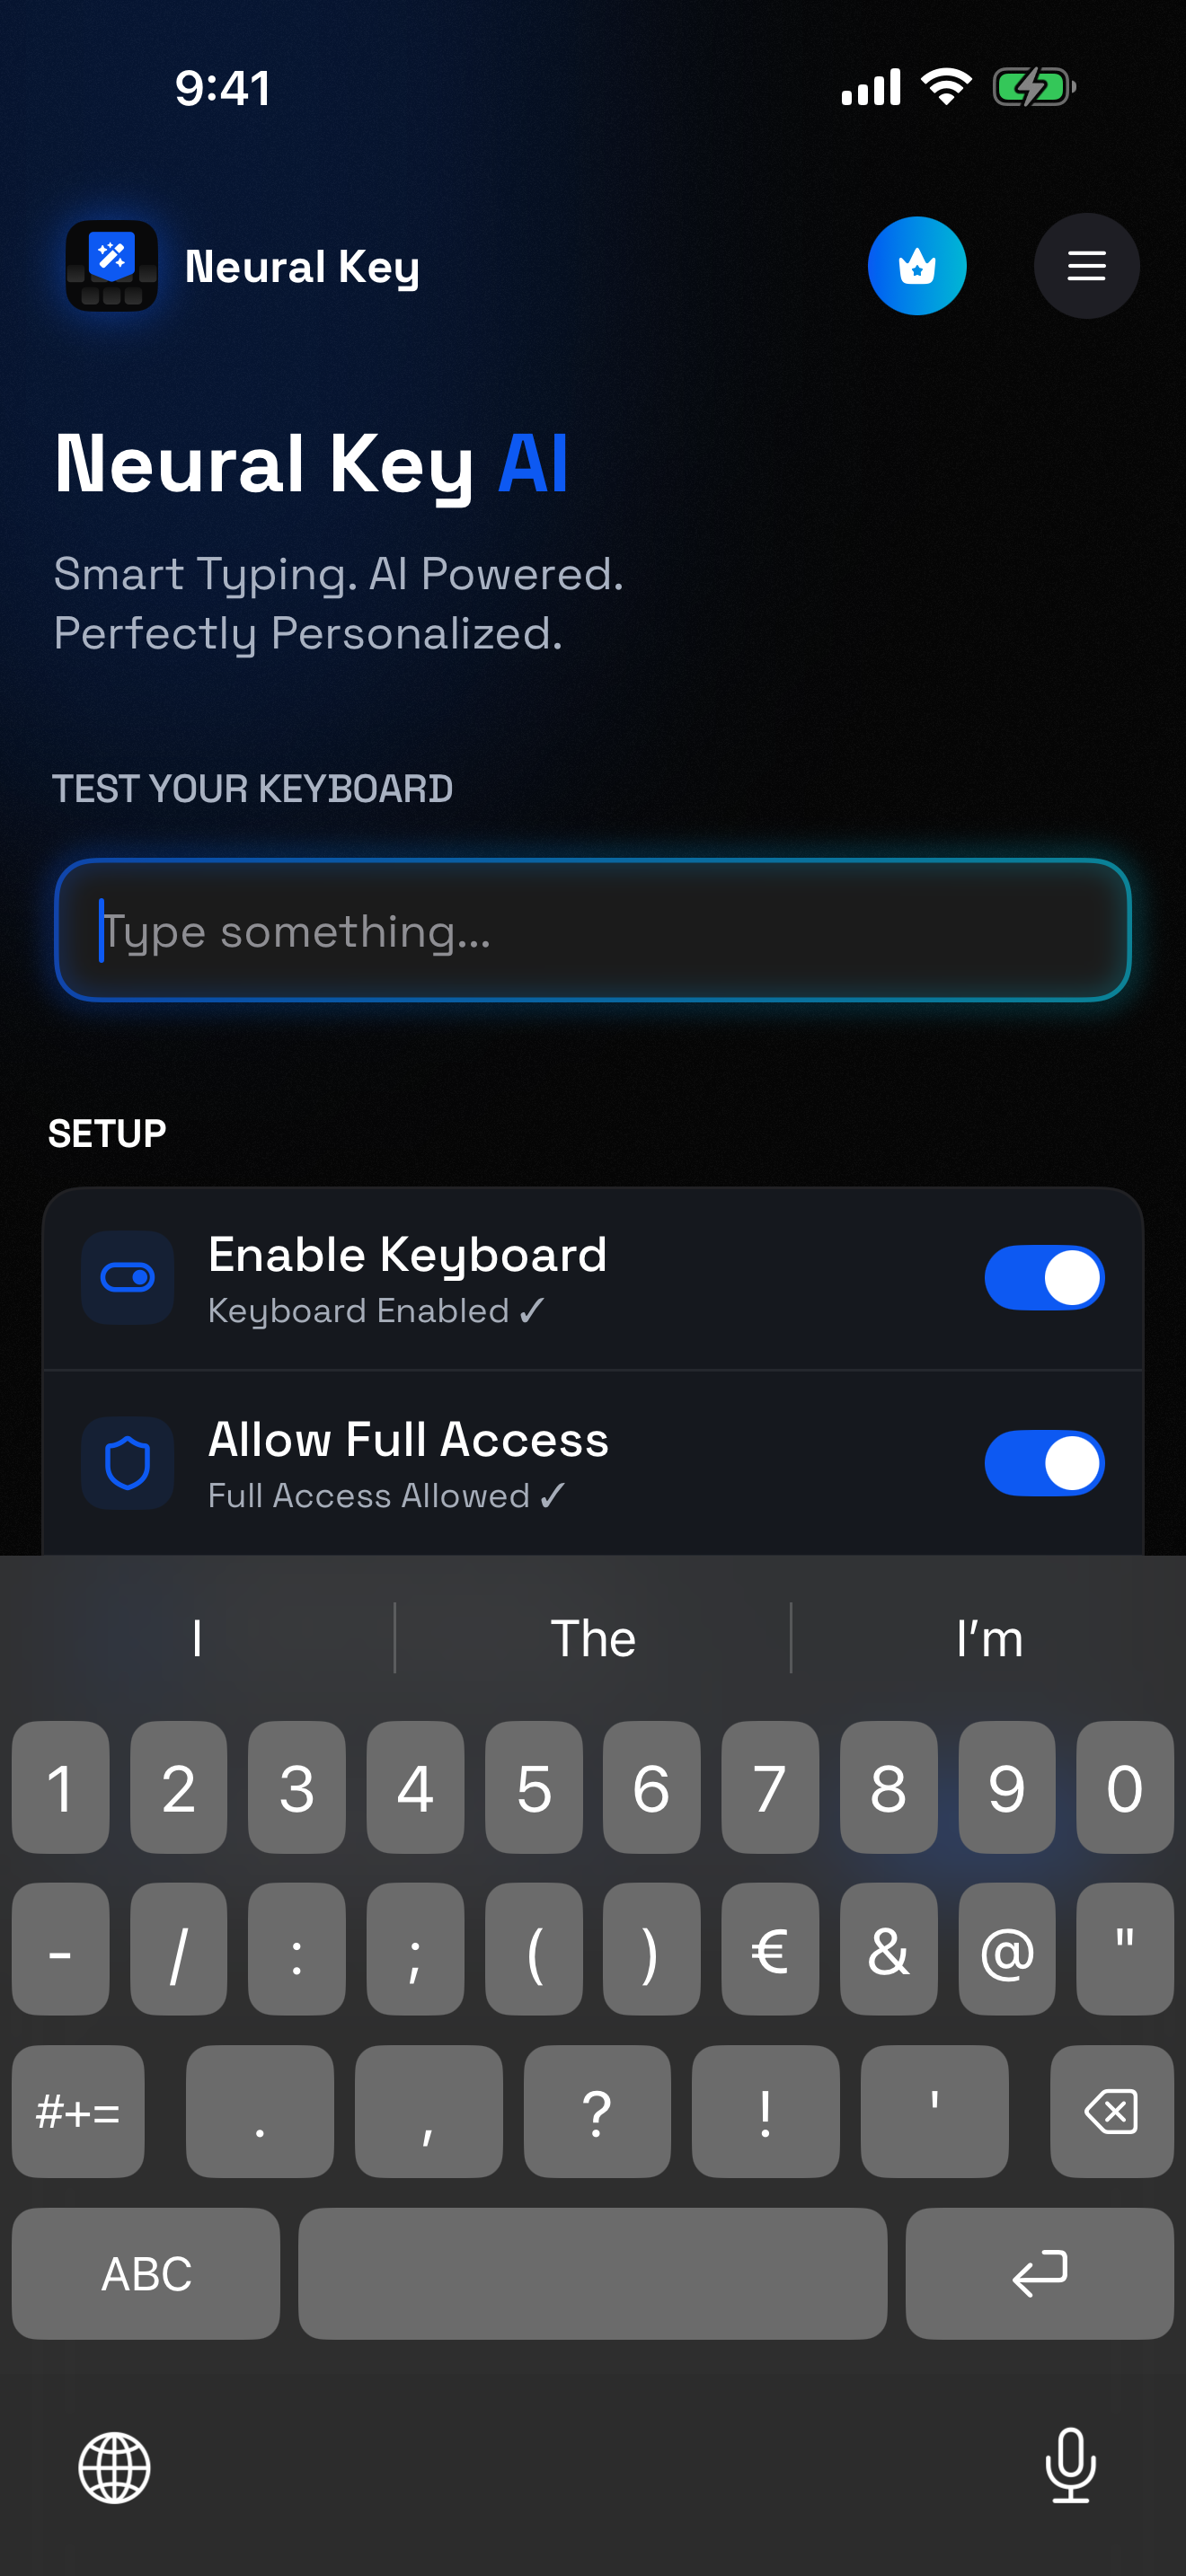 9:41
Neural Key
Neural Key AI
Smart Typing. AI Powered.
Perfectly Personalized.
TEST YOUR KEYBOARD
Type something...
SETUP
Enable Keyboard
Keyboard Enabled ✓
Allow Full Access
Full Access Allowed ✓
I The I'm
1 2 3 4 5 6 7 8 9 0
- / : ; ( ) € & @ "
#+= . , ? ! '
ABC